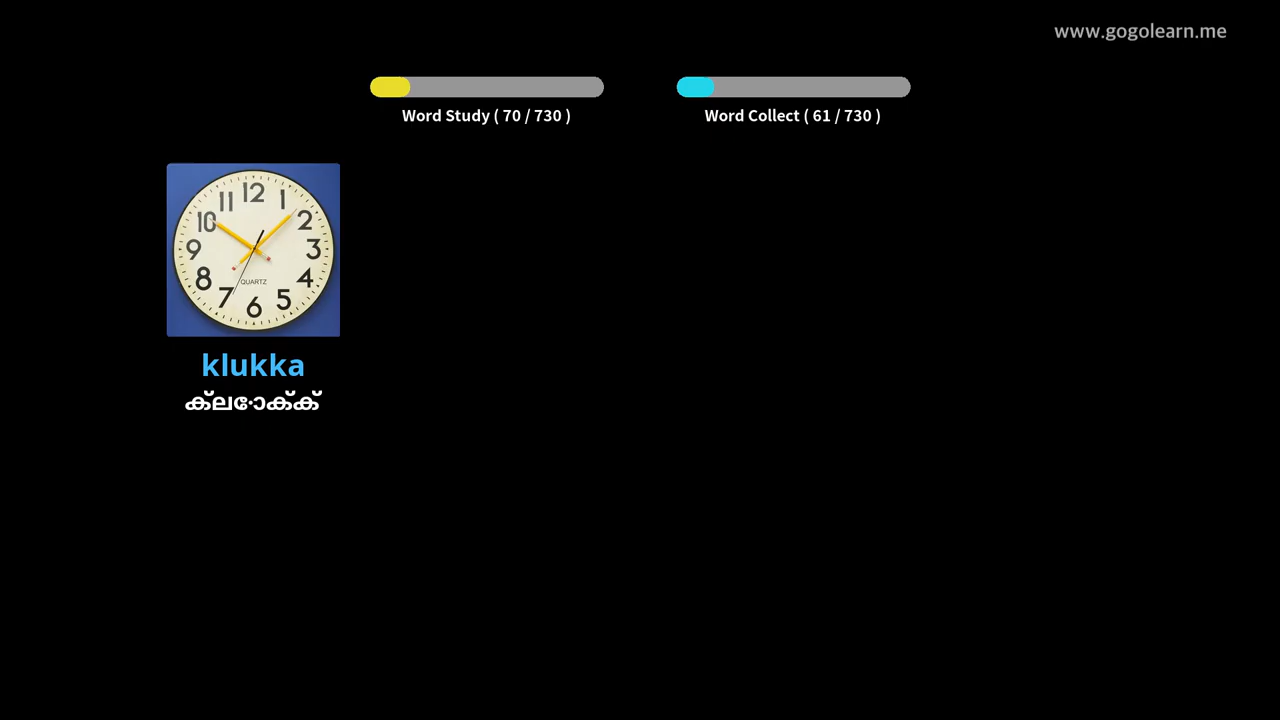 www.gogolearn.me
Word Study ( 70 / 730 )
Word Collect ( 61 / 730 )
12
11
1
10
2
9
3
8
4
QUARTZ
7
5
6
klukka
ക്ലോക്ക്